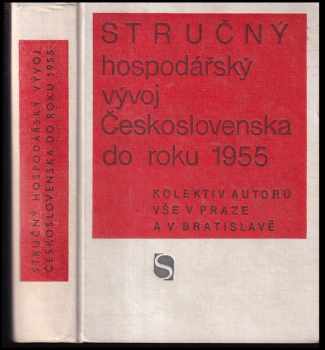 STRUČNÝ HOSPODÁŘSKÝ VÝVOJ
ČESKOSLOVENSKA DO ROKU 1955
STRUČNÝ
hospodářský
vývoj
Československa
do roku 1955
KOLEKTIV AUTORŮ
VŠE V PRAZE
A V BRATISLAVĚ
S